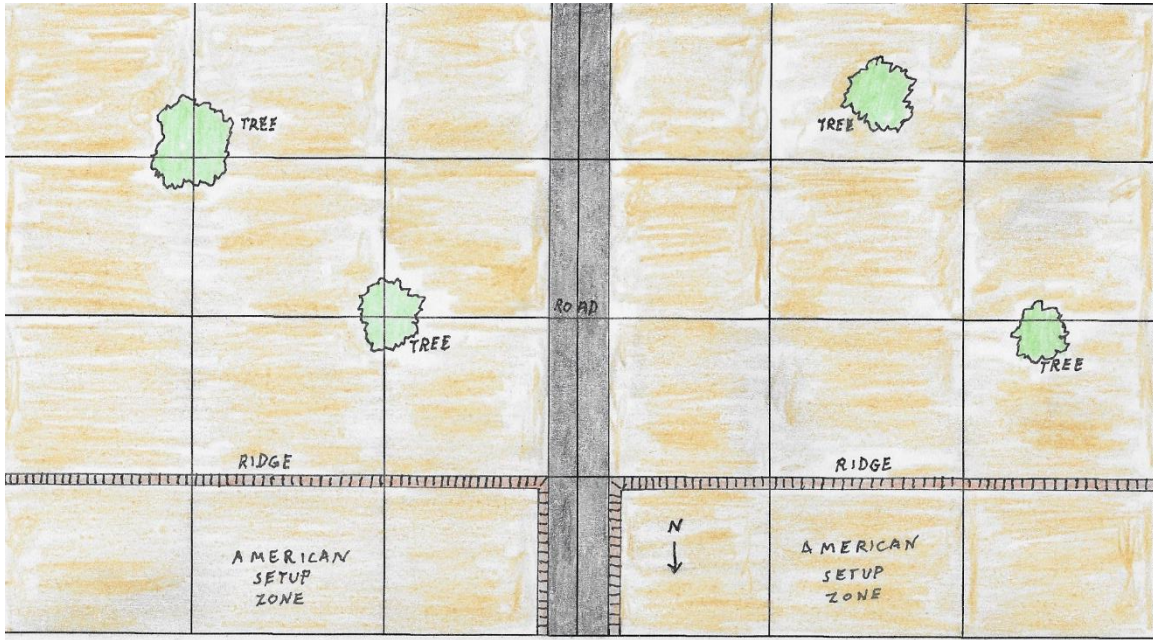 TREE
TREE
ROAD
TREE
TREE
RIDGE
RIDGE
N
AMERICAN
SETUP
ZONE
AMERICAN
SETUP
ZONE